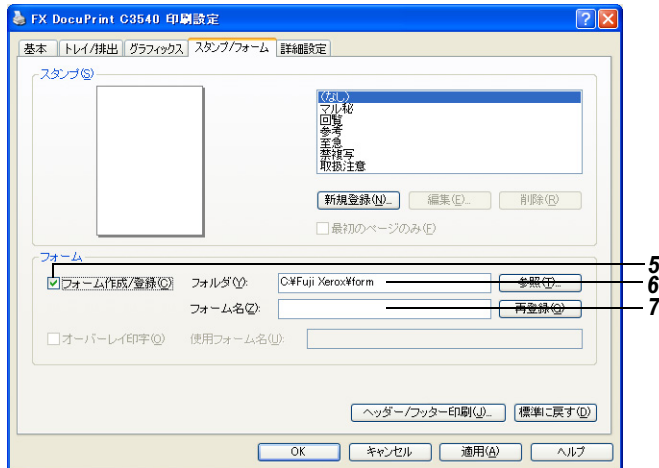 FX DocuPrint C3540 印刷設定
基本 トレイ/排出 グラフィックス スタンプ/フォーム 詳細設定
スタンプ(S)
(なし)
マル秘
回覧
参考
至急
禁複写
取扱注意
新規登録(N)... 編集(E)... 削除(R)
最初のページのみ(F)
フォーム
5
フォーム作成/登録(C) フォルダ(Y): C:¥Fuji Xerox¥form 参照(T)... 6
フォーム名(Z): 再登録(G) 7
オーバーレイ印字(O) 使用フォーム名(U):
ヘッダー/フッター印刷(J)... 標準に戻す(D)
OK キャンセル 適用(A) ヘルプ